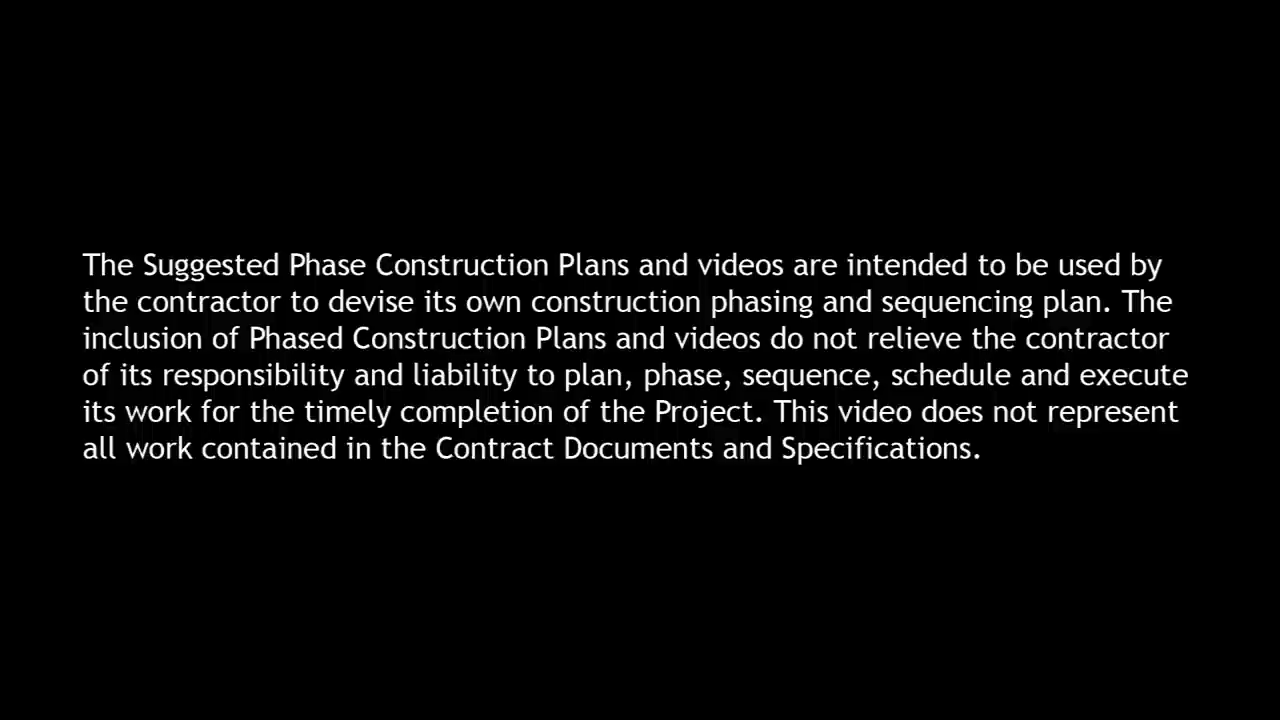 The Suggested Phase Construction Plans and videos are intended to be used by
the contractor to devise its own construction phasing and sequencing plan. The
inclusion of Phased Construction Plans and videos do not relieve the contractor
of its responsibility and liability to plan, phase, sequence, schedule and execute
its work for the timely completion of the Project. This video does not represent
all work contained in the Contract Documents and Specifications.